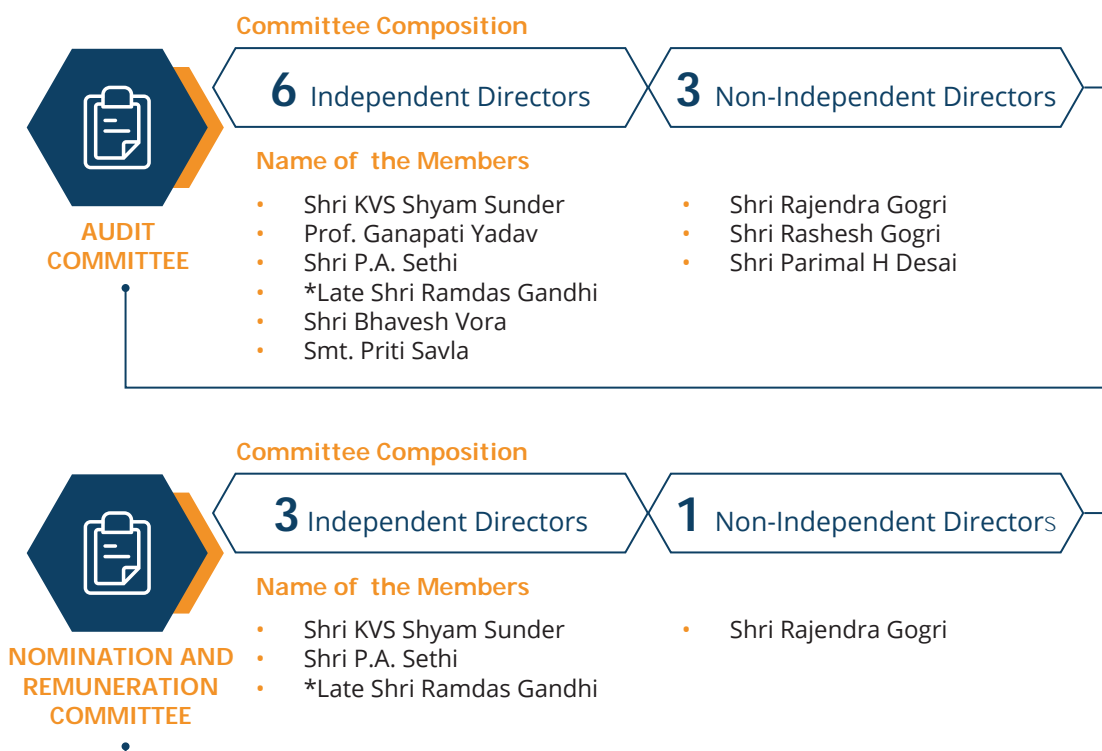 Committee Composition
6 Independent Directors
3 Non-Independent Directors
AUDIT
COMMITTEE
Name of the Members
• Shri KVS Shyam Sunder
• Prof. Ganapati Yadav
• Shri P.A. Sethi
• *Late Shri Ramdas Gandhi
• Shri Bhavesh Vora
• Smt. Priti Savla
• Shri Rajendra Gogri
• Shri Rashesh Gogri
• Shri Parimal H Desai
Committee Composition
3 Independent Directors
1 Non-Independent Directors
NOMINATION AND
REMUNERATION
COMMITTEE
Name of the Members
• Shri KVS Shyam Sunder
• Shri P.A. Sethi
• *Late Shri Ramdas Gandhi
• Shri Rajendra Gogri